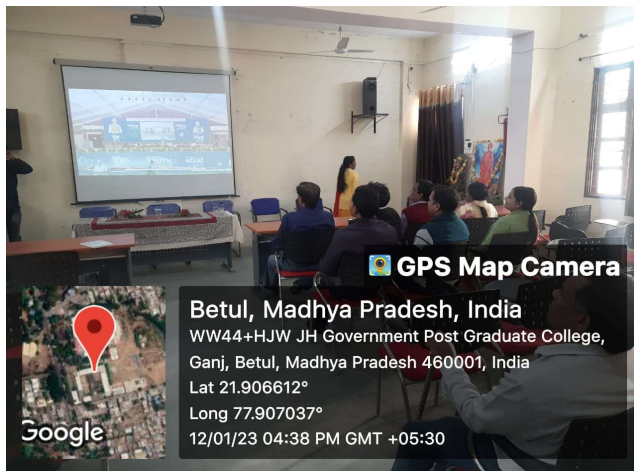 GPS Map Camera
Betul, Madhya Pradesh, India
WW44+HJW JH Government Post Graduate College,
Ganj, Betul, Madhya Pradesh 460001, India
Lat 21.906612°
Long 77.907037°
12/01/23 04:38 PM GMT +05:30
Google